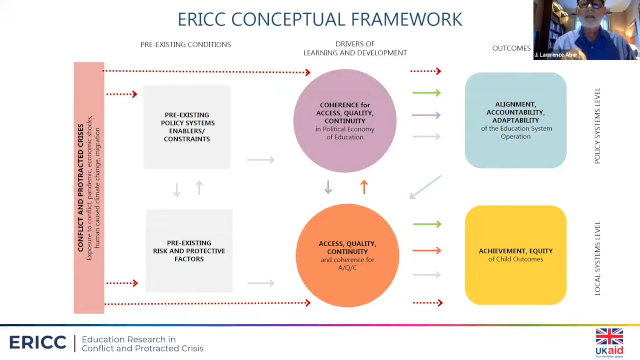 ERICC CONCEPTUAL FRAMEWORK
PRE-EXISTING CONDITIONS
DRIVERS OF
LEARNING AND DEVELOPMENT
OUTCOMES
J. Lawrence Aber
CONFLICT AND PROTRACTED CRISES
Exposure to conflict, pandemic, economic shocks,
human caused climate change, migration
PRE-EXISTING
POLICY SYSTEMS
ENABLERS/
CONSTRAINTS
COHERENCE for
ACCESS, QUALITY,
CONTINUITY
in Political Economy
of Education
ALIGNMENT,
ACCOUNTABILITY,
ADAPTABILITY
of the Education System
Operation
POLICY SYSTEMS LEVEL
PRE-EXISTING
RISK AND PROTECTIVE
FACTORS
ACCESS, QUALITY,
CONTINUITY
and coherence for
A/Q/C
ACHIEVEMENT, EQUITY
of Child Outcomes
LOCAL SYSTEMS LEVEL
ERICC
Education Research in
Conflict and Protracted Crisis
UKaid
from the British people